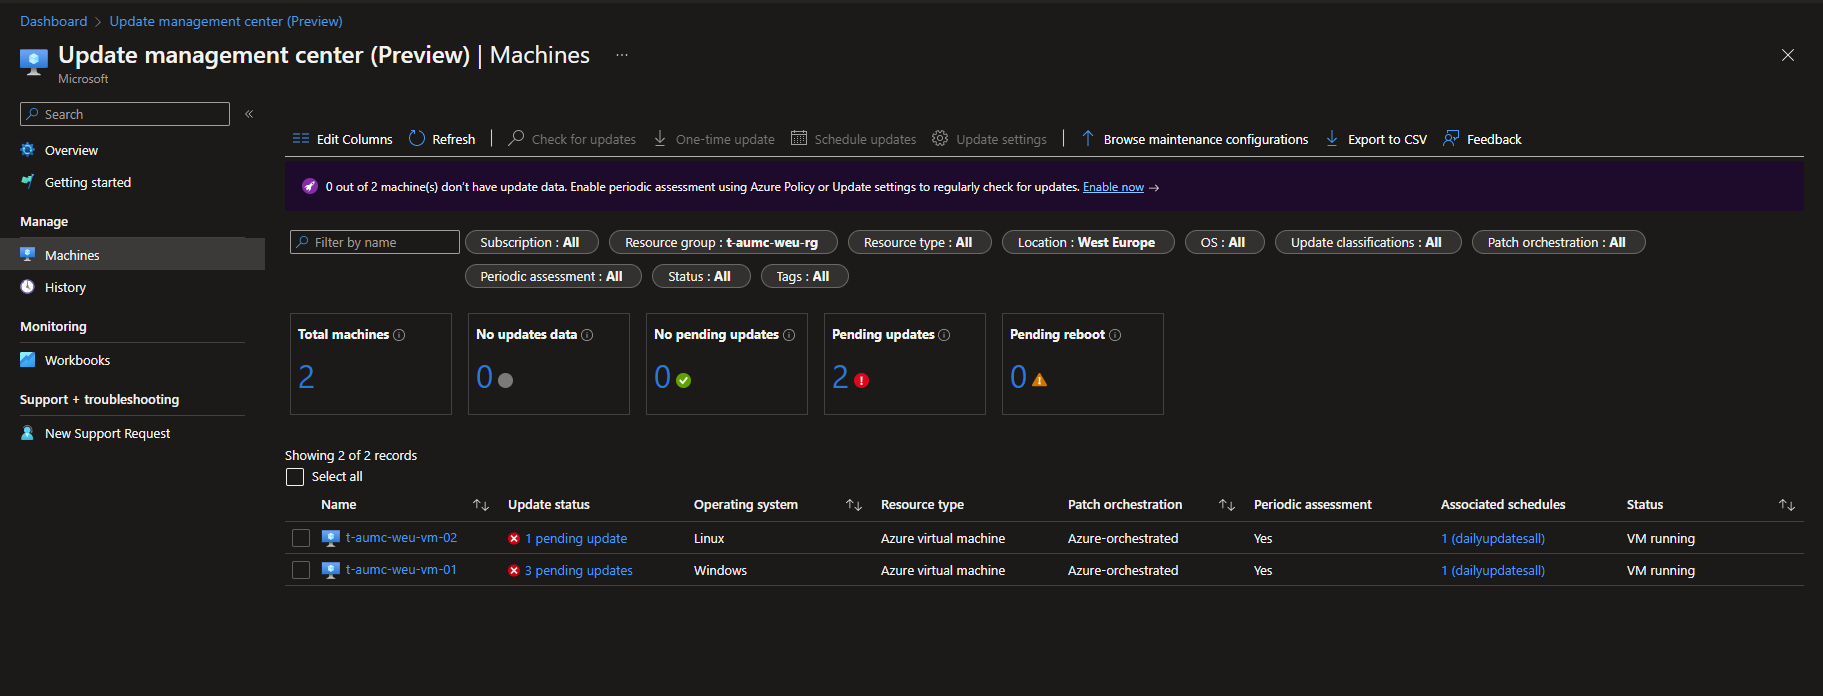 Dashboard > Update management center (Preview)
Update management center (Preview) | Machines ...
Microsoft
Search «
Overview
Getting started
Manage
Machines
History
Monitoring
Workbooks
Support + troubleshooting
New Support Request
Edit Columns Refresh | Check for updates One-time update Schedule updates Update settings | Browse maintenance configurations Export to CSV Feedback
0 out of 2 machine(s) don't have update data. Enable periodic assessment using Azure Policy or Update settings to regularly check for updates. Enable now →
Filter by name Subscription : All Resource group : t-aumc-weu-rg Resource type : All Location : West Europe OS : All Update classifications : All Patch orchestration : All
Periodic assessment : All Status : All Tags : All
Total machines No updates data No pending updates Pending updates Pending reboot
2 0 0 2 0
Showing 2 of 2 records
Select all
Name Update status Operating system Resource type Patch orchestration Periodic assessment Associated schedules Status
t-aumc-weu-vm-02 1 pending update Linux Azure virtual machine Azure-orchestrated Yes 1 (dailyupdatesall) VM running
t-aumc-weu-vm-01 3 pending updates Windows Azure virtual machine Azure-orchestrated Yes 1 (dailyupdatesall) VM running